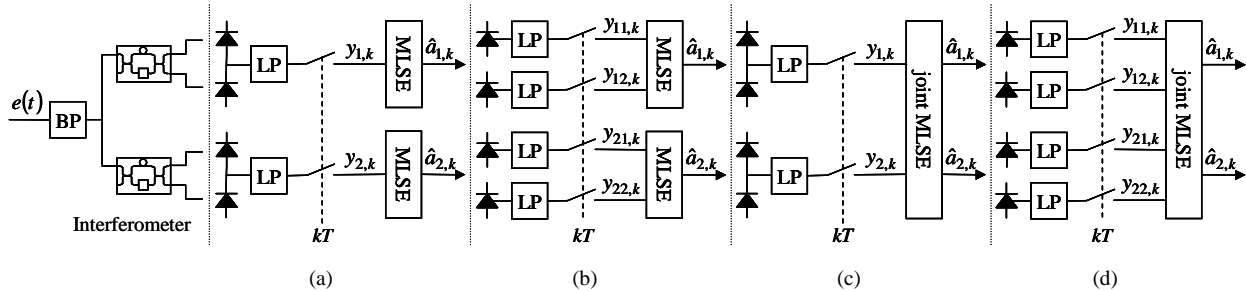 e(t)
BP
Interferometer
LP
y1,k
MLSE
â1,k
LP
y2,k
MLSE
â2,k
kT
(a)
LP
y11,k
LP
y12,k
MLSE
â1,k
LP
y21,k
LP
y22,k
MLSE
â2,k
kT
(b)
LP
y1,k
LP
y2,k
joint MLSE
â1,k
â2,k
kT
(c)
LP
y11,k
LP
y12,k
LP
y21,k
LP
y22,k
joint MLSE
â1,k
â2,k
kT
(d)